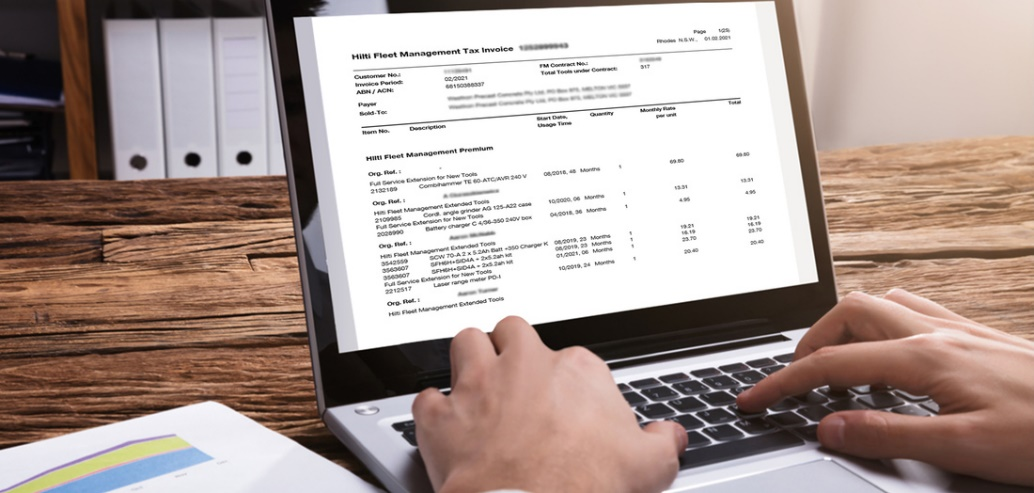 Hilti Fleet Management Tax Invoice
Page 1(25)
Rhodes N.S.W., 01.02.2021
Customer No.:
FM Contract No.:
Invoice Period: 02/2021
Total Tools under Contract: 517
ABN / ACN:
Payer
Sold-To:
Item No. Description Start Date, Usage Time Quantity Monthly Rate per unit Total
Hilti Fleet Management Premium
Org. Ref. :
Full Service Extension for New Tools
2132189 Combihammer TE 60-ATC/AVR 240 V 08/2018, 48 Months 1 69.80 69.80
Org. Ref. :
Hilti Fleet Management Extended Tools
2109985 Cordl. angle grinder AG 125-A22 case 10/2020, 06 Months 1 13.31 13.31
Full Service Extension for New Tools
2028990 Battery charger C 4/36-350 240V box 04/2018, 36 Months 1 4.95 4.95
Org. Ref. :
Hilti Fleet Management Extended Tools
3542559 SCW 70-A 2 x 5.2Ah Batt +350 Charger K 08/2019, 23 Months 1 19.21 19.21
3563607 SFH6H+SID4A + 2x5.2ah kit 08/2019, 23 Months 1 16.19 16.19
3563607 SFH6H+SID4A + 2x5.2ah kit 01/2021, 06 Months 1 23.70 23.70
Full Service Extension for New Tools
2212517 Laser range meter PD-I 10/2019, 24 Months 1 20.40 20.40
Org. Ref. :
Hilti Fleet Management Extended Tools